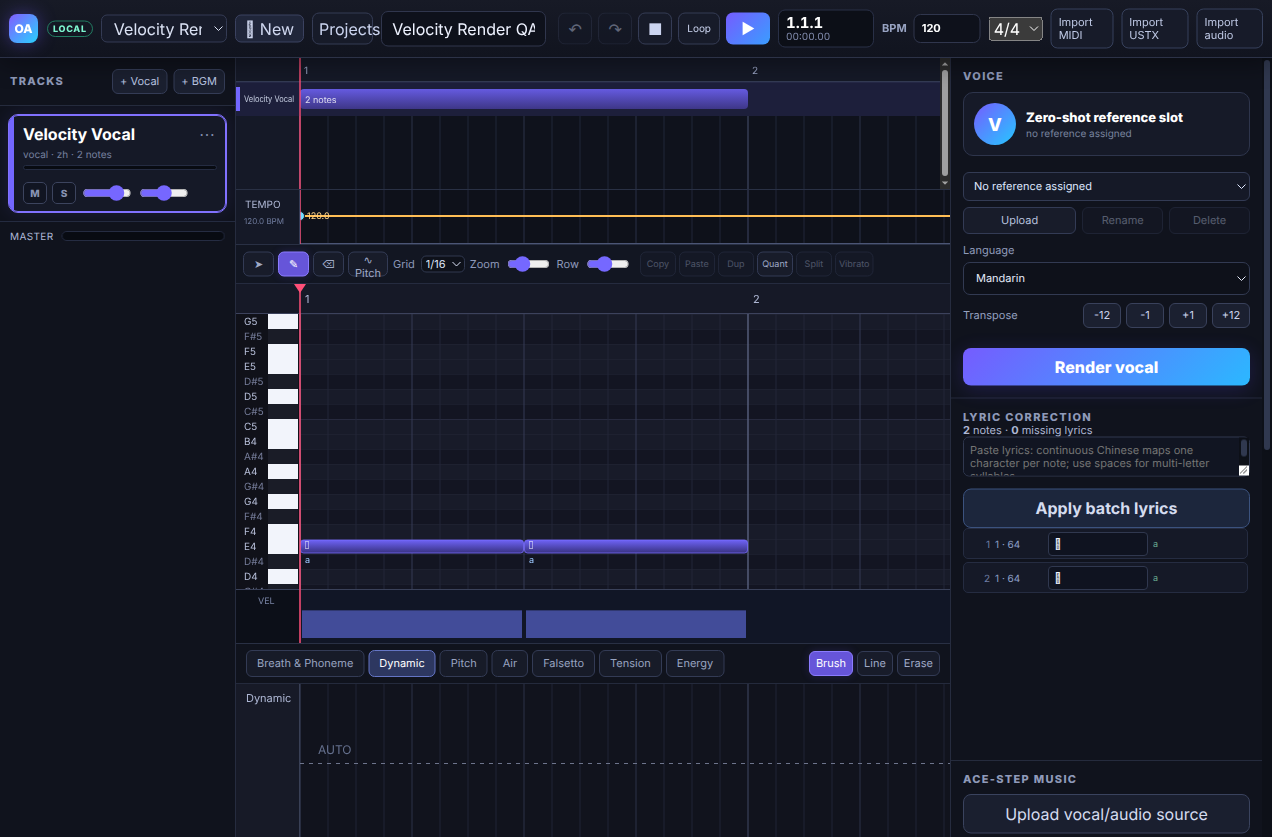 OA LOCAL Velocity Rer New Projects Velocity Render QA Loop 1.1.1 00:00.00 BPM 120 4/4 Import MIDI Import USTX Import audio
TRACKS + Vocal + BGM
Velocity Vocal ...
vocal · zh · 2 notes
M S
MASTER
1 2
Velocity Vocal 2 notes
TEMPO
120.0 BPM 120.0
Pitch Grid 1/16 Zoom Row Copy Paste Dup Quant Split Vibrato
1 2
G5
F#5
F5
E5
D#5
D5
C#5
C5
B4
A#4
A4
G#4
G4
F#4
F4
E4
D#4 a a
D4
VEL
Breath & Phoneme Dynamic Pitch Air Falsetto Tension Energy Brush Line Erase
Dynamic
AUTO
VOICE
V Zero-shot reference slot
no reference assigned
No reference assigned
Upload Rename Delete
Language
Mandarin
Transpose -12 -1 +1 +12
Render vocal
LYRIC CORRECTION
2 notes · 0 missing lyrics
Paste lyrics: continuous Chinese maps one
character per note; use spaces for multi-letter
Apply batch lyrics
1 1 · 64 a
2 1 · 64 a
ACE-STEP MUSIC
Upload vocal/audio source